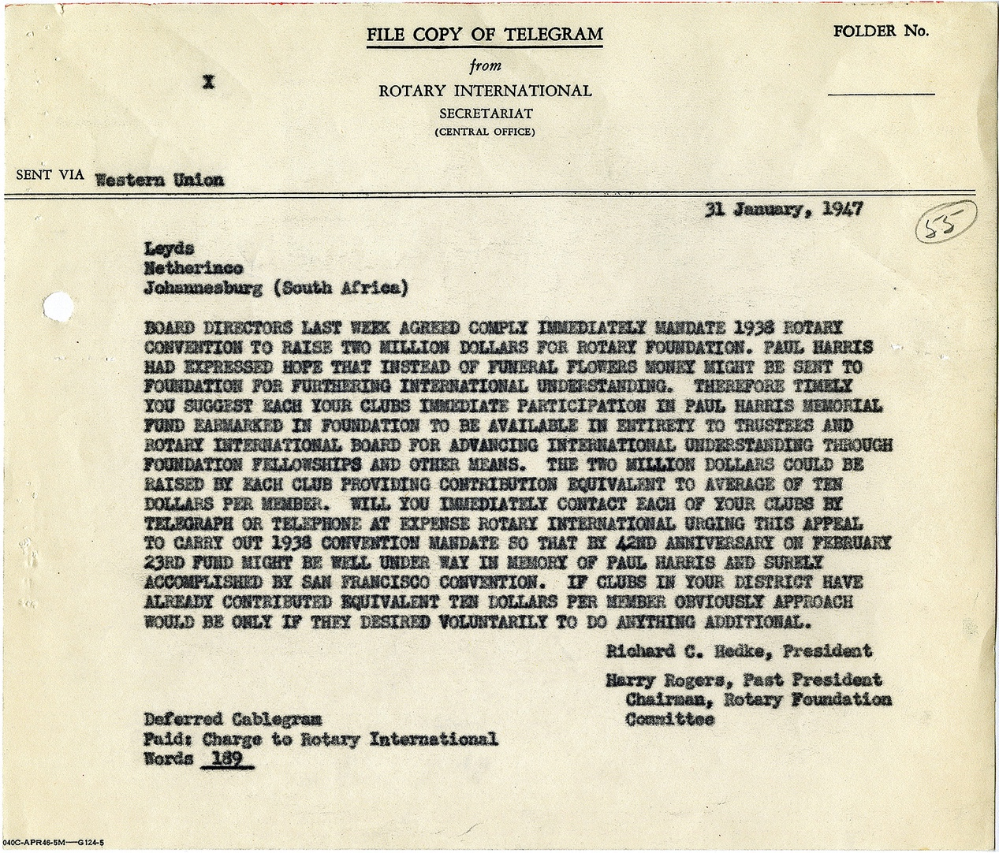 FILE COPY OF TELEGRAM
FOLDER No.
from
X
ROTARY INTERNATIONAL
SECRETARIAT
(CENTRAL OFFICE)
SENT VIA Western Union
31 January, 1947
55
Leyds
Netherinco
Johannesburg (South Africa)
BOARD DIRECTORS LAST WEEK AGREED COMPLY IMMEDIATELY MANDATE 1938 ROTARY
CONVENTION TO RAISE TWO MILLION DOLLARS FOR ROTARY FOUNDATION. PAUL HARRIS
HAD EXPRESSED HOPE THAT INSTEAD OF FUNERAL FLOWERS MONEY MIGHT BE SENT TO
FOUNDATION FOR FURTHERING INTERNATIONAL UNDERSTANDING. THEREFORE TIMELY
YOU SUGGEST EACH YOUR CLUBS IMMEDIATE PARTICIPATION IN PAUL HARRIS MEMORIAL
FUND EARMARKED IN FOUNDATION TO BE AVAILABLE IN ENTIRETY TO TRUSTEES AND
ROTARY INTERNATIONAL BOARD FOR ADVANCING INTERNATIONAL UNDERSTANDING THROUGH
FOUNDATION FELLOWSHIPS AND OTHER MEANS. THE TWO MILLION DOLLARS COULD BE
RAISED BY EACH CLUB PROVIDING CONTRIBUTION EQUIVALENT TO AVERAGE OF TEN
DOLLARS PER MEMBER. WILL YOU IMMEDIATELY CONTACT EACH OF YOUR CLUBS BY
TELEGRAPH OR TELEPHONE AT EXPENSE ROTARY INTERNATIONAL URGING THIS APPEAL
TO CARRY OUT 1938 CONVENTION MANDATE SO THAT BY 42ND ANNIVERSARY ON FEBRUARY
23RD FUND MIGHT BE WELL UNDER WAY IN MEMORY OF PAUL HARRIS AND SURELY
ACCOMPLISHED BY SAN FRANCISCO CONVENTION. IF CLUBS IN YOUR DISTRICT HAVE
ALREADY CONTRIBUTED EQUIVALENT TEN DOLLARS PER MEMBER OBVIOUSLY APPROACH
WOULD BE ONLY IF THEY DESIRED VOLUNTARILY TO DO ANYTHING ADDITIONAL.
Richard C. Hedke, President
Harry Rogers, Past President
Chairman, Rotary Foundation
Committee
Deferred Cablegram
Paid: Charge to Rotary International
Words 189
040C-APR46-5M—G124-5